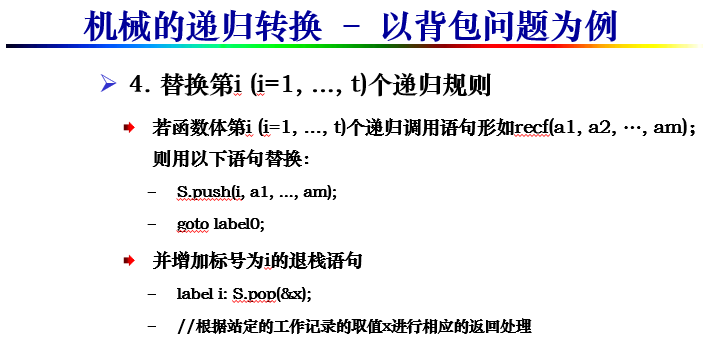 机械的递归转换 – 以背包问题为例
➢ 4. 替换第i (i=1, ..., t)个递归规则
若函数体第i (i=1, ..., t)个递归调用语句形如recf(a1, a2, …, am);
则用以下语句替换：
– S.push(i, a1, ..., am);
– goto label0;
并增加标号为i的退栈语句
– label i: S.pop(&x);
– //根据站定的工作记录的取值x进行相应的返回处理